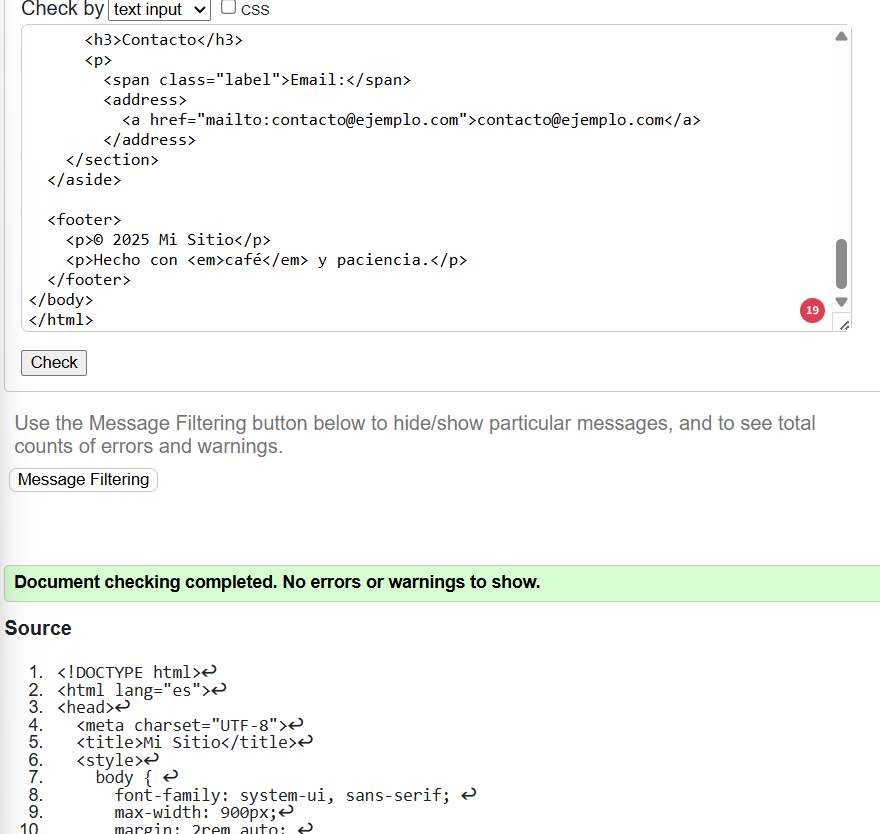 Check by text input CSS
<h3>Contacto</h3>
<p>
<span class="label">Email:</span>
<address>
<a href="mailto:contacto@ejemplo.com">contacto@ejemplo.com</a>
</address>
</section>
</aside>
<footer>
<p>© 2025 Mi Sitio</p>
<p>Hecho con <em>café</em> y paciencia.</p>
</footer>
</body>
</html>
19
Check
Use the Message Filtering button below to hide/show particular messages, and to see total
counts of errors and warnings.
Message Filtering
Document checking completed. No errors or warnings to show.
Source
1. <!DOCTYPE html>↩
2. <html lang="es">↩
3. <head>↩
4. <meta charset="UTF-8">↩
5. <title>Mi Sitio</title>↩
6. <style>↩
7. body { ↩
8. font-family: system-ui, sans-serif; ↩
9. max-width: 900px;↩
10. margin: 2rem auto; ↩